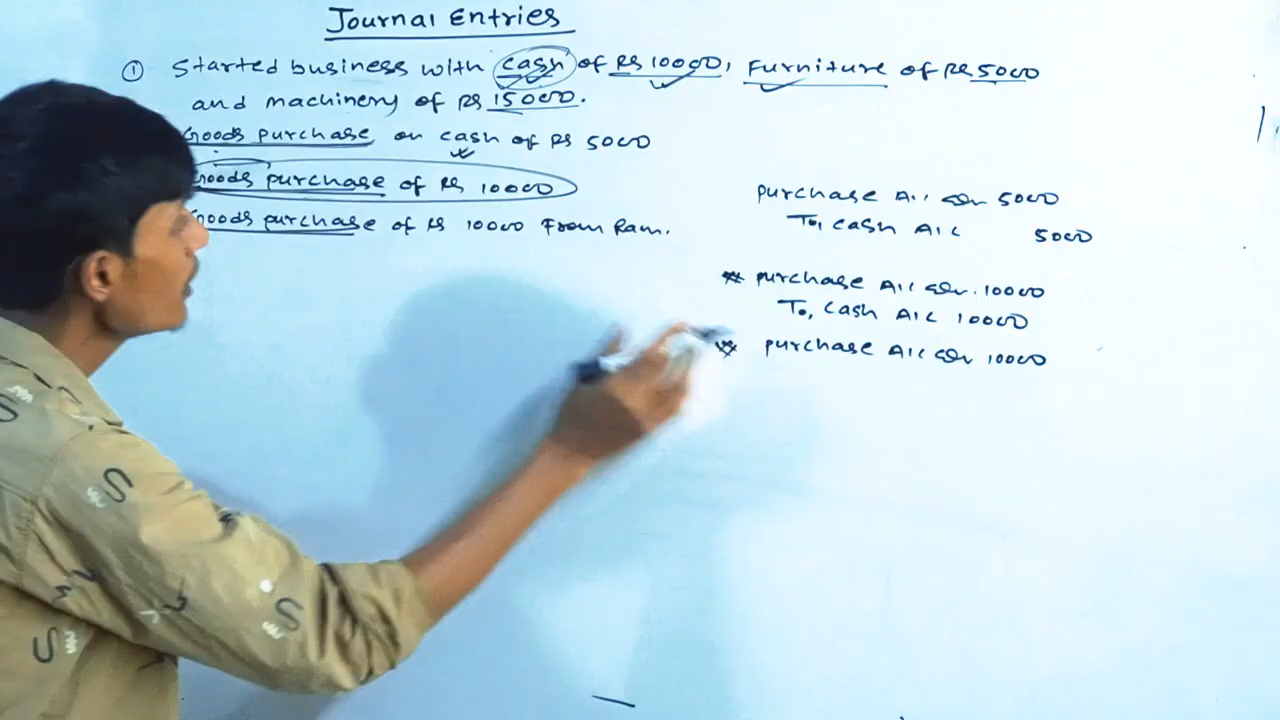 Journal Entries
① Started business with cash of Rs 10000, Furniture of Rs 5000
and machinery of Rs 15000.
Goods purchase on cash of Rs 5000
Goods purchase of Rs 10000
Goods purchase of Rs 10000 From Ram.
purchase A/c Dr 5000
To, cash A/c 5000
* purchase A/c Dr. 10000
To, cash A/c 10000
* purchase A/c Dr 10000